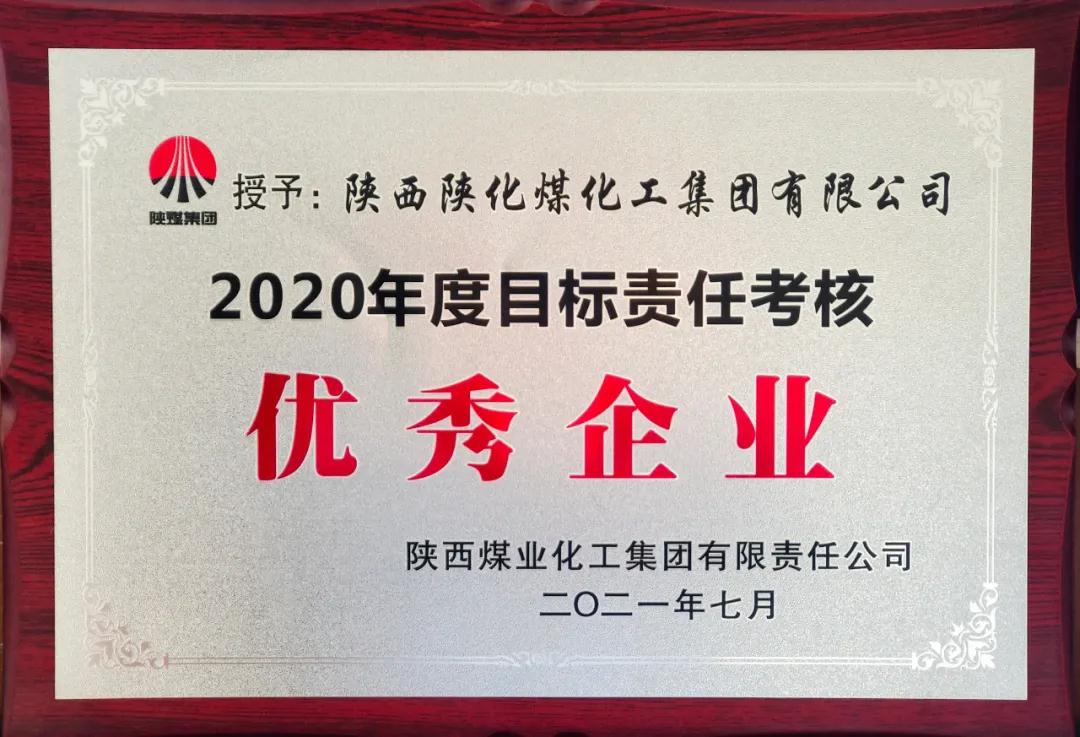 陕煤集团
授予：陕西陕化煤化工集团有限公司
2020年度目标责任考核
优秀企业
陕西煤业化工集团有限责任公司
二〇二一年七月